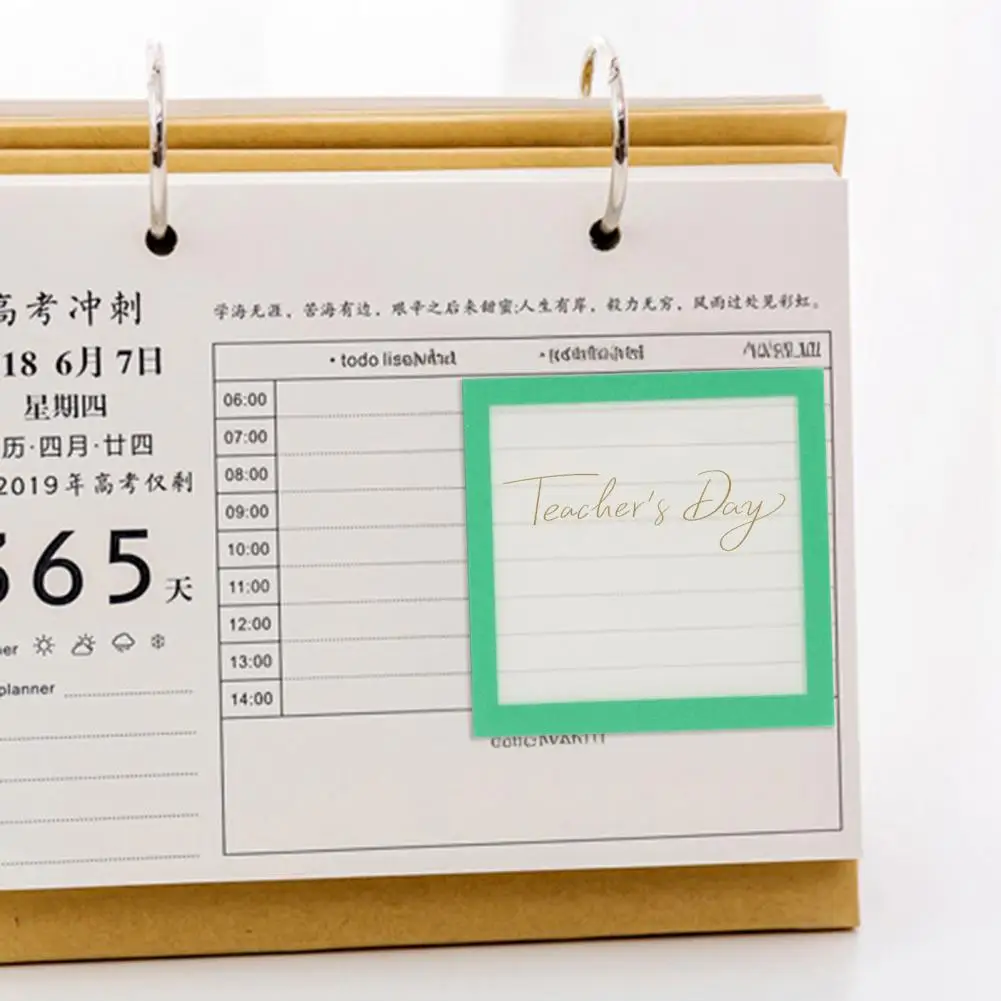 高考冲刺
18 6月7日
星期四
历·四月·廿四
2019年高考仅剩
365天
planner
学海无涯，苦海有边，艰辛之后来甜蜜;人生有岸，毅力无穷，风雨过处见彩虹。
• todo
06:00
07:00
08:00
09:00
10:00
11:00
12:00
13:00
14:00
Teacher's Day